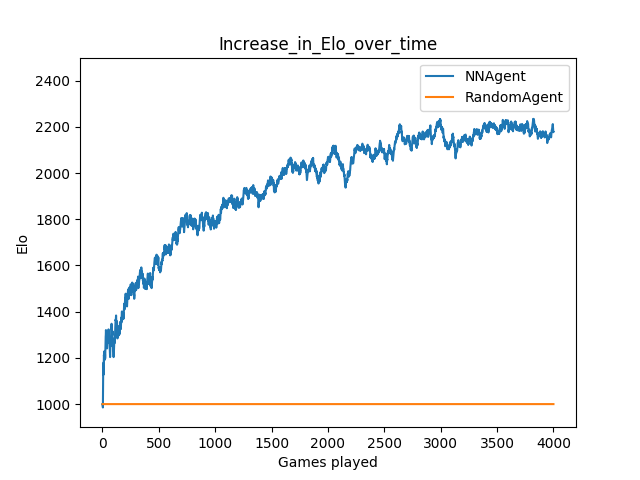 Increase_in_Elo_over_time
NNAgent
RandomAgent
2400
2200
2000
1800
1600
1400
1200
1000
Elo
0 500 1000 1500 2000 2500 3000 3500 4000
Games played